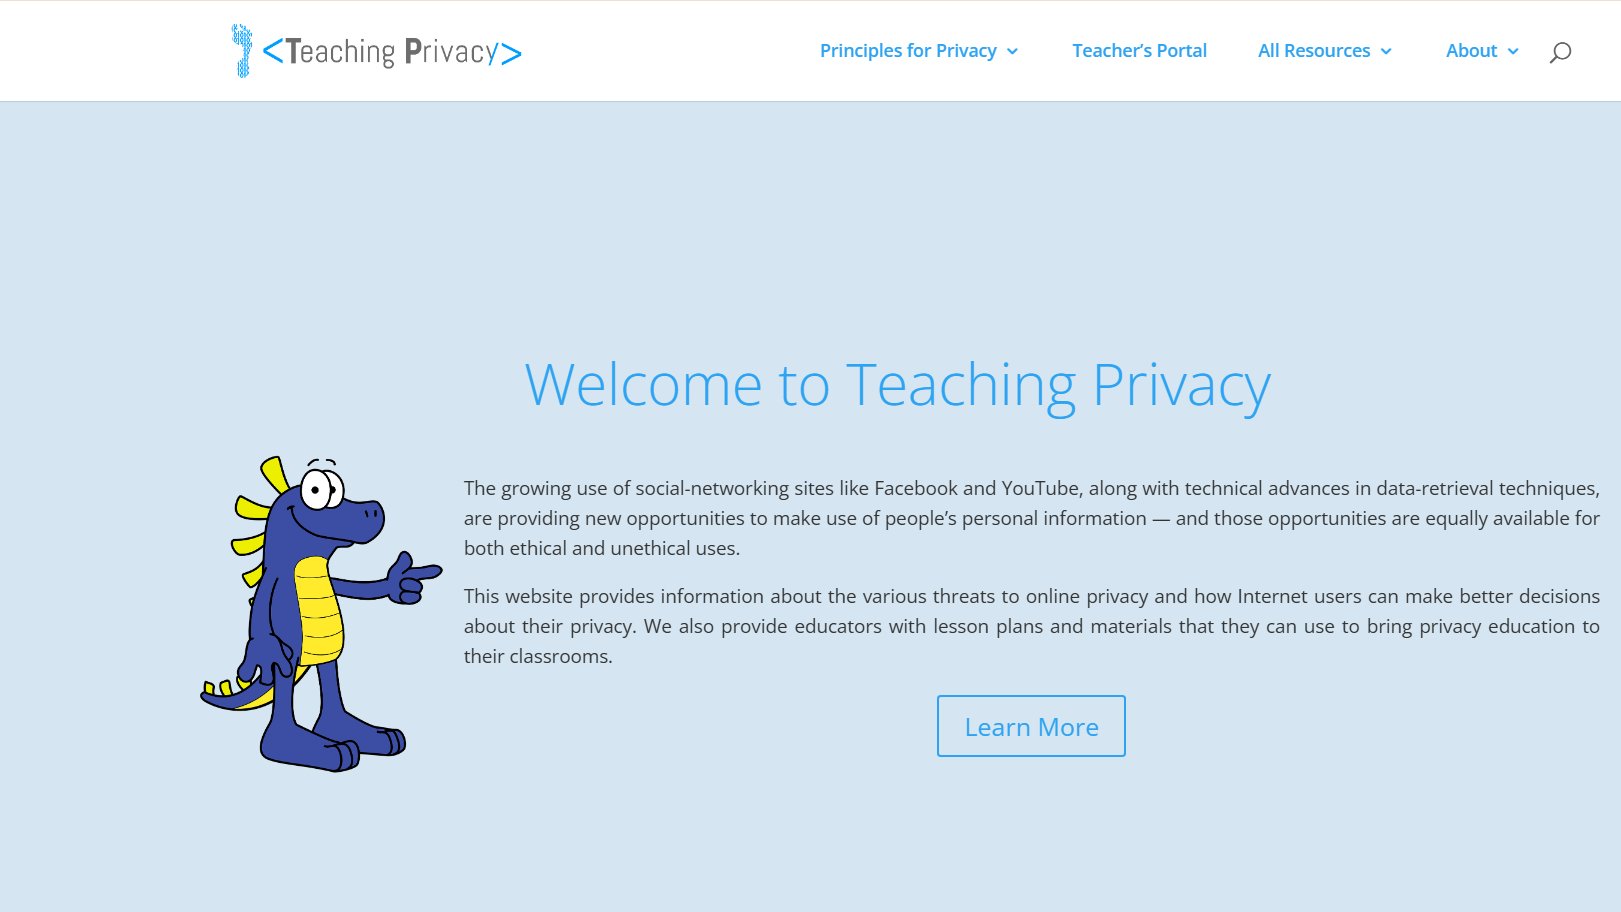 <Teaching Privacy>
Principles for Privacy
Teacher’s Portal
All Resources
About
Welcome to Teaching Privacy
The growing use of social-networking sites like Facebook and YouTube, along with technical advances in data-retrieval techniques,
are providing new opportunities to make use of people’s personal information — and those opportunities are equally available for
both ethical and unethical uses.
This website provides information about the various threats to online privacy and how Internet users can make better decisions
about their privacy. We also provide educators with lesson plans and materials that they can use to bring privacy education to
their classrooms.
Learn More